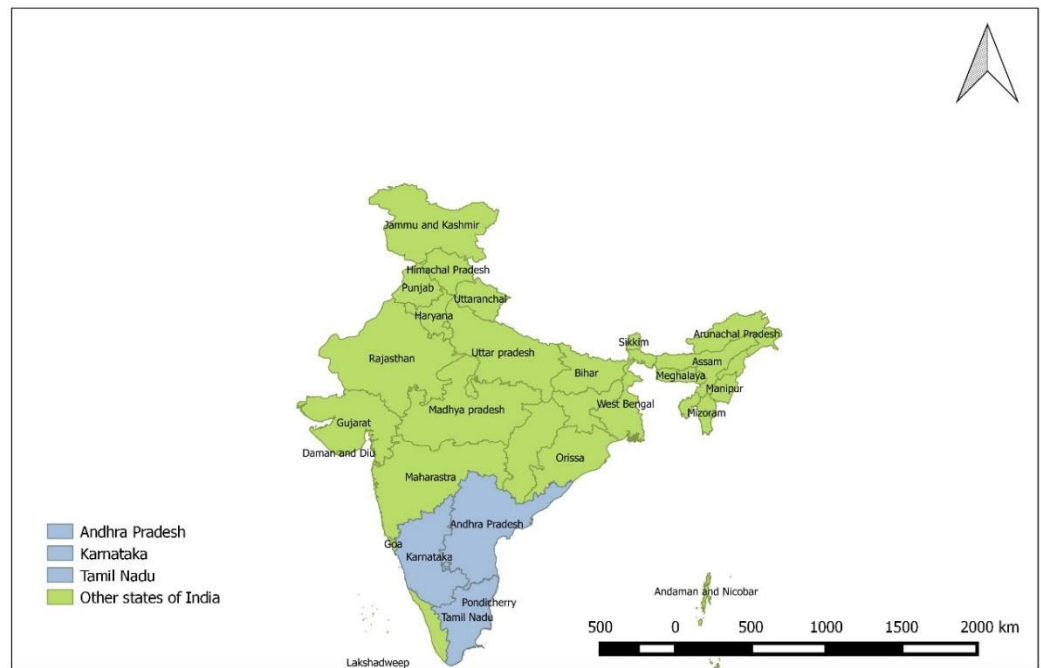 Jammu and Kashmir
Himachal Pradesh
Punjab
Uttaranchal
Haryana
Sikkim
Arunachal Pradesh
Rajasthan
Uttar pradesh
Assam
Bihar
Meghalaya
Manipur
Madhya pradesh
West Bengal
Mizoram
Gujarat
Daman and Diu
Orissa
Maharastra
Andhra Pradesh
Goa
Karnataka
Andhra Pradesh
Karnataka
Tamil Nadu
Other states of India
Andaman and Nicobar
Pondicherry
Tamil Nadu
Lakshadweep
500 0 500 1000 1500 2000 km